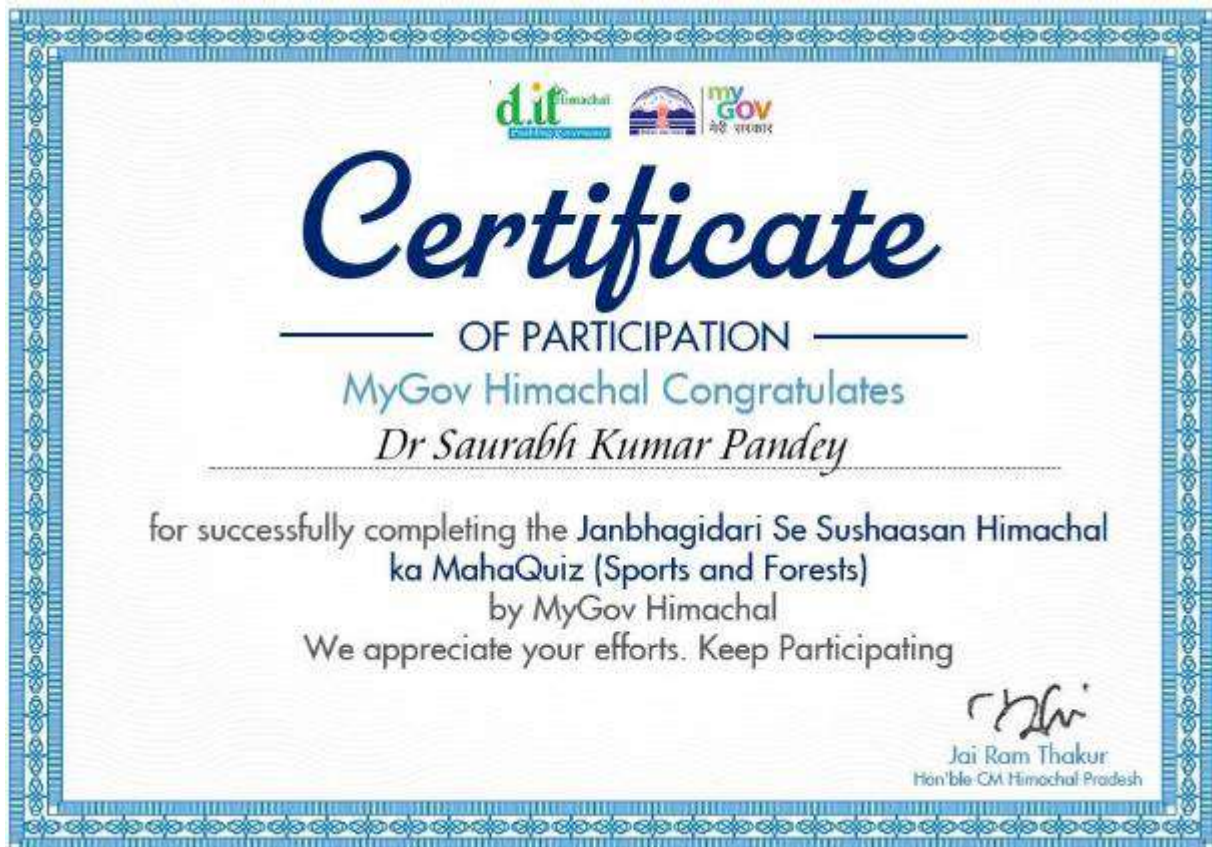 d.it Himachal
Enabling governance
my
GOV
मेरी सरकार
Certificate
OF PARTICIPATION
MyGov Himachal Congratulates
Dr Saurabh Kumar Pandey
for successfully completing the Janbhagidari Se Sushaasan Himachal
ka MahaQuiz (Sports and Forests)
by MyGov Himachal
We appreciate your efforts. Keep Participating
Jai Ram Thakur
Hon'ble CM Himachal Pradesh